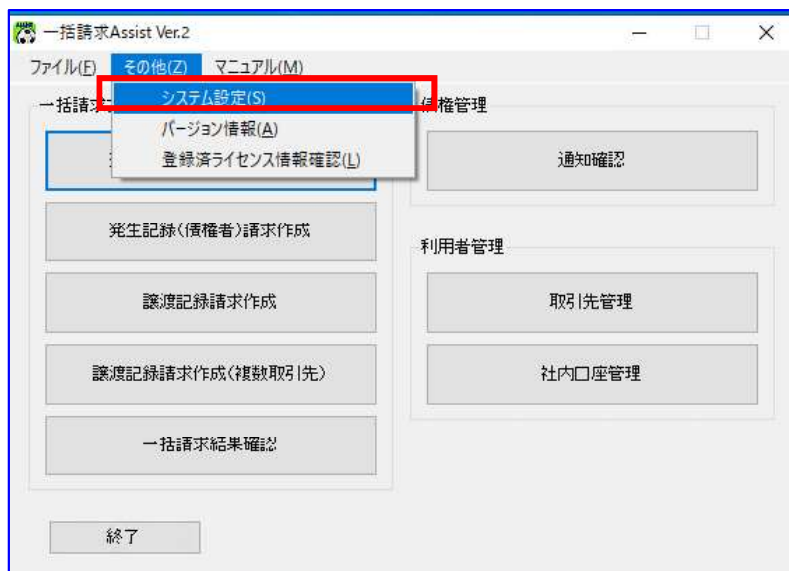 一括請求Assist Ver.2
ファイル(F) その他(Z) マニュアル(M)
システム設定(S)
バージョン情報(A)
登録済ライセンス情報確認(L)
一括請求
権管理
通知確認
発生記録(債権者)請求作成
利用者管理
譲渡記録請求作成
取引先管理
譲渡記録請求作成(複数取引先)
社内口座管理
一括請求結果確認
終了